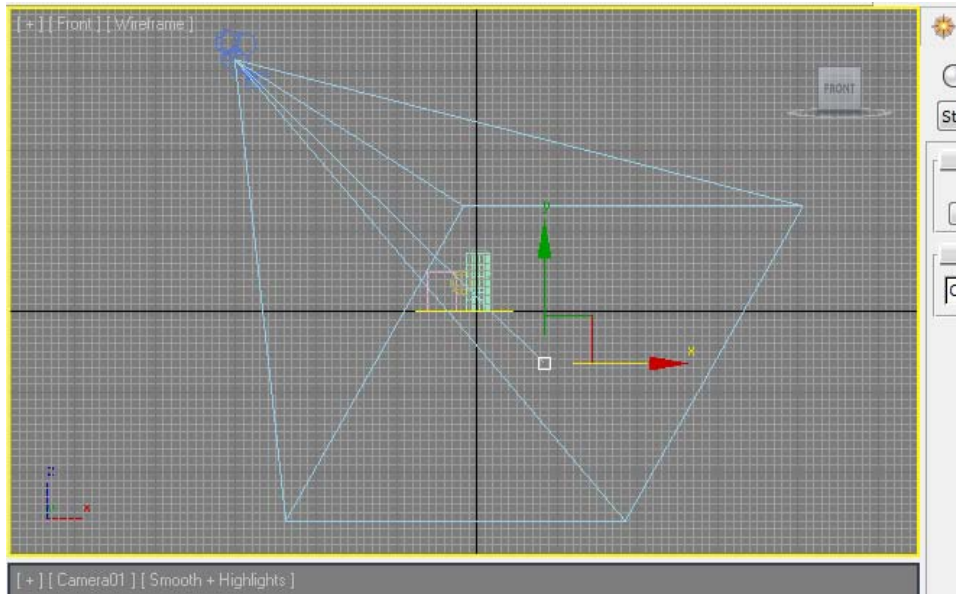 [ + ] [ Front ] [ Wireframe ]
FRONT
St
y
x
z
x
[ + ] [ Camera01 ] [ Smooth + Highlights ]